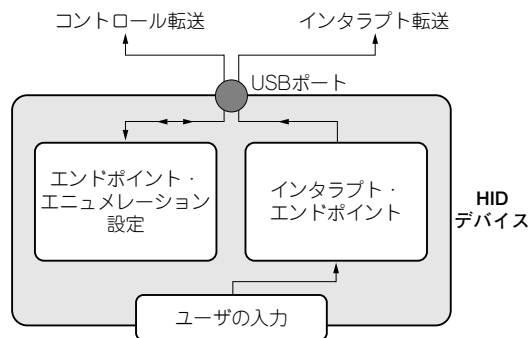 コントロール転送
インタラプト転送
USBポート
エンドポイント・
エニュメレーション
設定
インタラプト・
エンドポイント
HID
デバイス
ユーザの入力